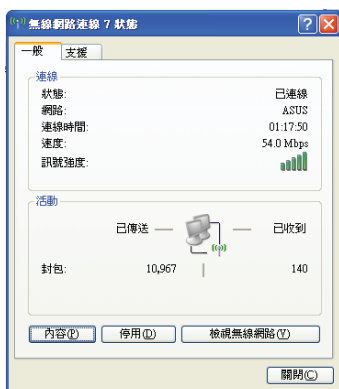 無線網路連線 7 狀態
一般 支援
連線
狀態: 已連線
網路: ASUS
連線時間: 01:17:50
速度: 54.0 Mbps
訊號強度:
活動
已傳送 — — 已收到
封包: 10,967 | 140
內容(P) 停用(D) 檢視無線網路(V)
關閉(C)